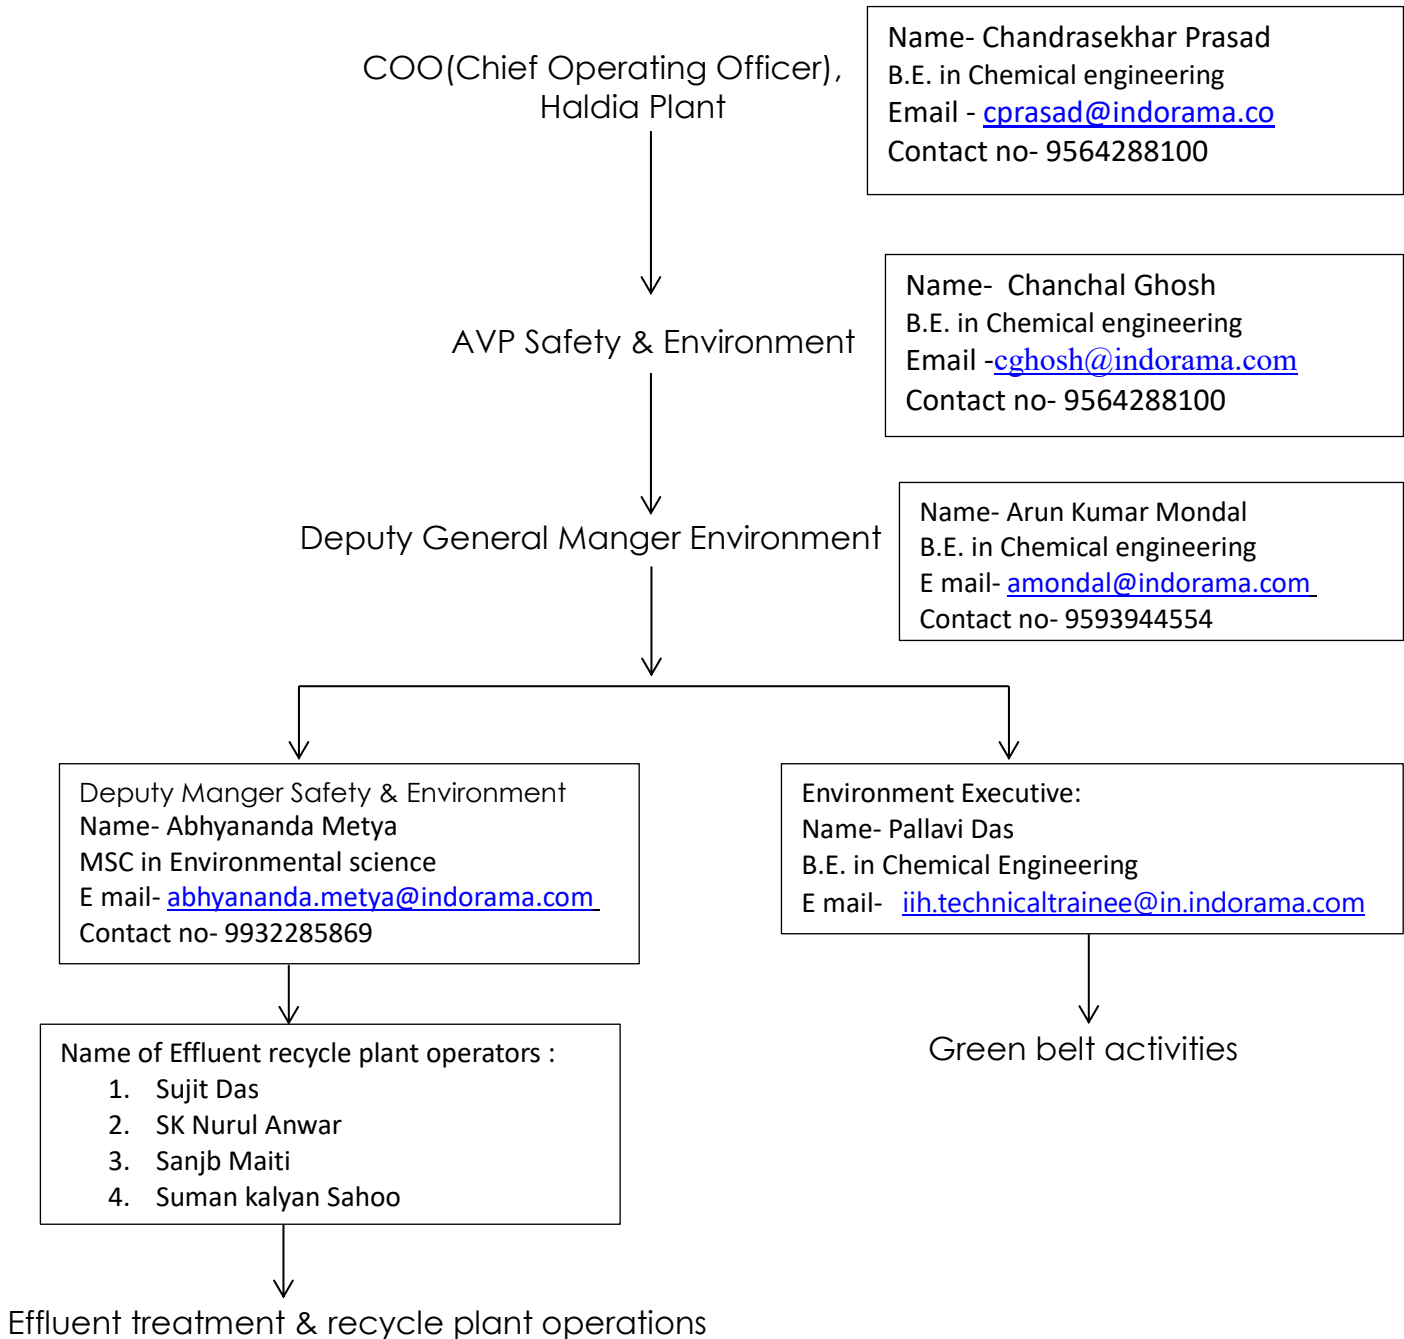 COO(Chief Operating Officer),
Haldia Plant
Name- Chandrasekhar Prasad
B.E. in Chemical engineering
Email - cprasad@indorama.co
Contact no- 9564288100
AVP Safety & Environment
Name-  Chanchal Ghosh
B.E. in Chemical engineering
Email -cghosh@indorama.com
Contact no- 9564288100
Deputy General Manger Environment
Name- Arun Kumar Mondal
B.E. in Chemical engineering
E mail- amondal@indorama.com
Contact no- 9593944554
Deputy Manger Safety & Environment
Name- Abhyananda Metya
MSC in Environmental science
E mail- abhyananda.metya@indorama.com
Contact no- 9932285869
Environment Executive:
Name- Pallavi Das
B.E. in Chemical Engineering
E mail-  iih.technicaltrainee@in.indorama.com
Name of Effluent recycle plant operators :
1. Sujit Das
2. SK Nurul Anwar
3. Sanjb Maiti
4. Suman kalyan Sahoo
Green belt activities
Effluent treatment & recycle plant operations